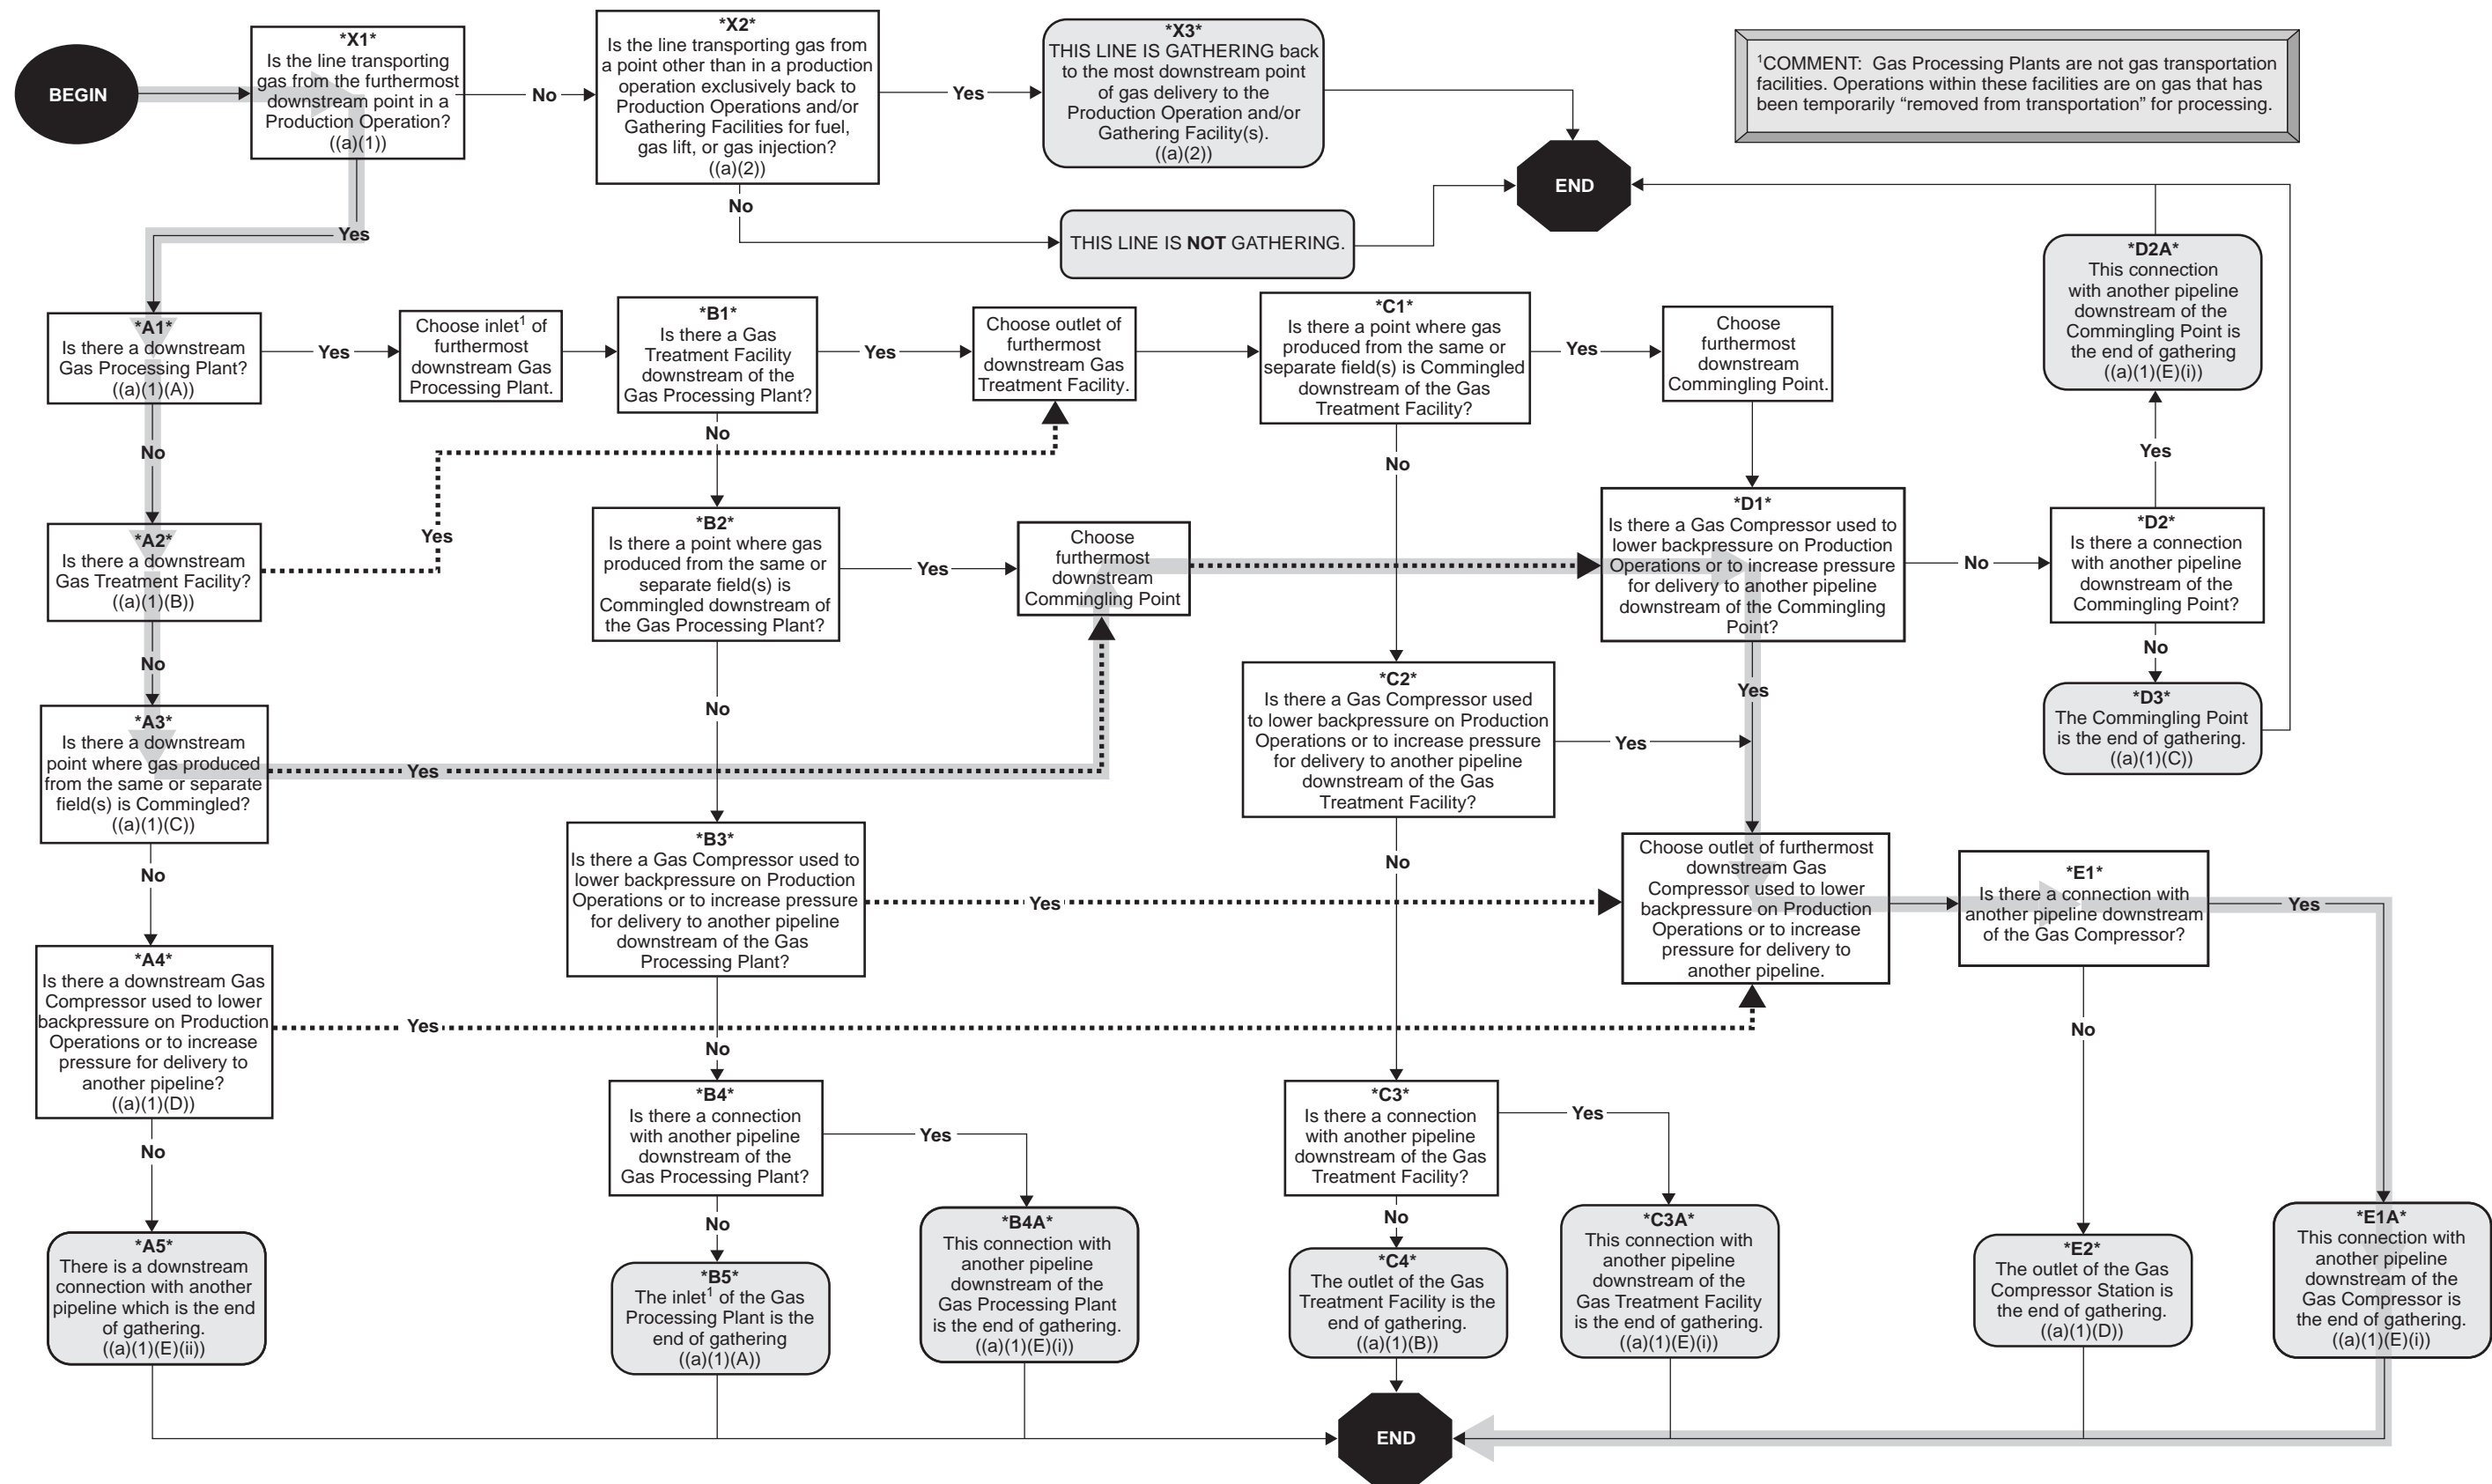 BEGIN
*X1*
Is the line transporting
gas from the furthermost
downstream point in a
Production Operation?
((a)(1))
No
*X2*
Is the line transporting gas from
a point other than in a production
operation exclusively back to
Production Operations and/or
Gathering Facilities for fuel,
gas lift, or gas injection?
((a)(2))
Yes
*X3*
THIS LINE IS GATHERING back
to the most downstream point
of gas delivery to the
Production Operation and/or
Gathering Facility(s).
((a)(2))
1COMMENT: Gas Processing Plants are not gas transportation
facilities. Operations within these facilities are on gas that has
been temporarily “removed from transportation” for processing.
END
No
THIS LINE IS NOT GATHERING.
Yes
*A1*
Is there a downstream
Gas Processing Plant?
((a)(1)(A))
Yes
Choose inlet1 of
furthermost
downstream Gas
Processing Plant.
*B1*
Is there a Gas
Treatment Facility
downstream of the
Gas Processing Plant?
Yes
Choose outlet of
furthermost
downstream Gas
Treatment Facility.
*C1*
Is there a point where gas
produced from the same or
separate field(s) is Commingled
downstream of the Gas
Treatment Facility?
Yes
Choose
furthermost
downstream
Commingling Point.
*D2A*
This connection
with another pipeline
downstream of the
Commingling Point is
the end of gathering
((a)(1)(E)(i))
No
No
No
Yes
*A2*
Is there a downstream
Gas Treatment Facility?
((a)(1)(B))
Yes
*B2*
Is there a point where gas
produced from the same or
separate field(s) is
Commingled downstream of
the Gas Processing Plant?
Yes
Choose
furthermost
downstream
Commingling Point
*D1*
Is there a Gas Compressor used to
lower backpressure on Production
Operations or to increase pressure
for delivery to another pipeline
downstream of the Commingling
Point?
No
*D2*
Is there a connection
with another pipeline
downstream of the
Commingling Point?
No
No
No
Yes
*A3*
Is there a downstream
point where gas produced
from the same or separate
field(s) is Commingled?
((a)(1)(C))
Yes
*C2*
Is there a Gas Compressor used
to lower backpressure on Production
Operations or to increase pressure
for delivery to another pipeline
downstream of the Gas
Treatment Facility?
Yes
*D3*
The Commingling Point
is the end of gathering.
((a)(1)(C))
No
No
*B3*
Is there a Gas Compressor used to
lower backpressure on Production
Operations or to increase pressure
for delivery to another pipeline
downstream of the Gas
Processing Plant?
Yes
Choose outlet of furthermost
downstream Gas
Compressor used to lower
backpressure on Production
Operations or to increase
pressure for delivery to
another pipeline.
*E1*
Is there a connection with
another pipeline downstream
of the Gas Compressor?
Yes
*A4*
Is there a downstream Gas
Compressor used to lower
backpressure on Production
Operations or to increase
pressure for delivery to
another pipeline?
((a)(1)(D))
Yes
No
No
No
*B4*
Is there a connection
with another pipeline
downstream of the
Gas Processing Plant?
Yes
*C3*
Is there a connection
with another pipeline
downstream of the Gas
Treatment Facility?
Yes
No
No
*A5*
There is a downstream
connection with another
pipeline which is the end
of gathering.
((a)(1)(E)(ii))
*B5*
The inlet1 of the Gas
Processing Plant is the
end of gathering
((a)(1)(A))
*B4A*
This connection with
another pipeline
downstream of the
Gas Processing Plant
is the end of gathering.
((a)(1)(E)(i))
*C4*
The outlet of the Gas
Treatment Facility is the
end of gathering.
((a)(1)(B))
*C3A*
This connection with
another pipeline
downstream of the
Gas Treatment Facility
is the end of gathering.
((a)(1)(E)(i))
*E2*
The outlet of the Gas
Compressor Station is
the end of gathering.
((a)(1)(D))
*E1A*
This connection with
another pipeline
downstream of the
Gas Compressor is
the end of gathering.
((a)(1)(E)(i))
END